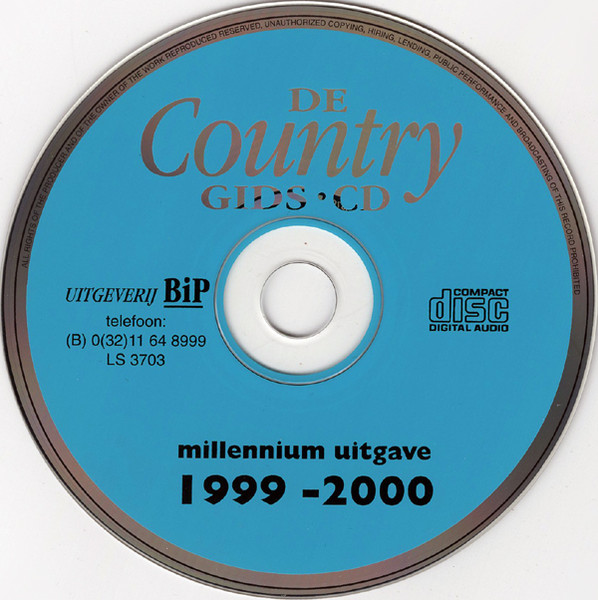 ALL RIGHTS OF THE PRODUCER AND OF THE OWNER OF THE WORK REPRODUCED RESERVED, UNAUTHORIZED COPYING, HIRING, LENDING, PUBLIC PERFORMANCE AND BROADCASTING OF THIS RECORD PROHIBITED
DE
Country
GIDS • CD
UITGEVERIJ BiP
telefoon:
(B) 0(32)11 64 8999
LS 3703
COMPACT
disc
DIGITAL AUDIO
millennium uitgave
1999 -2000